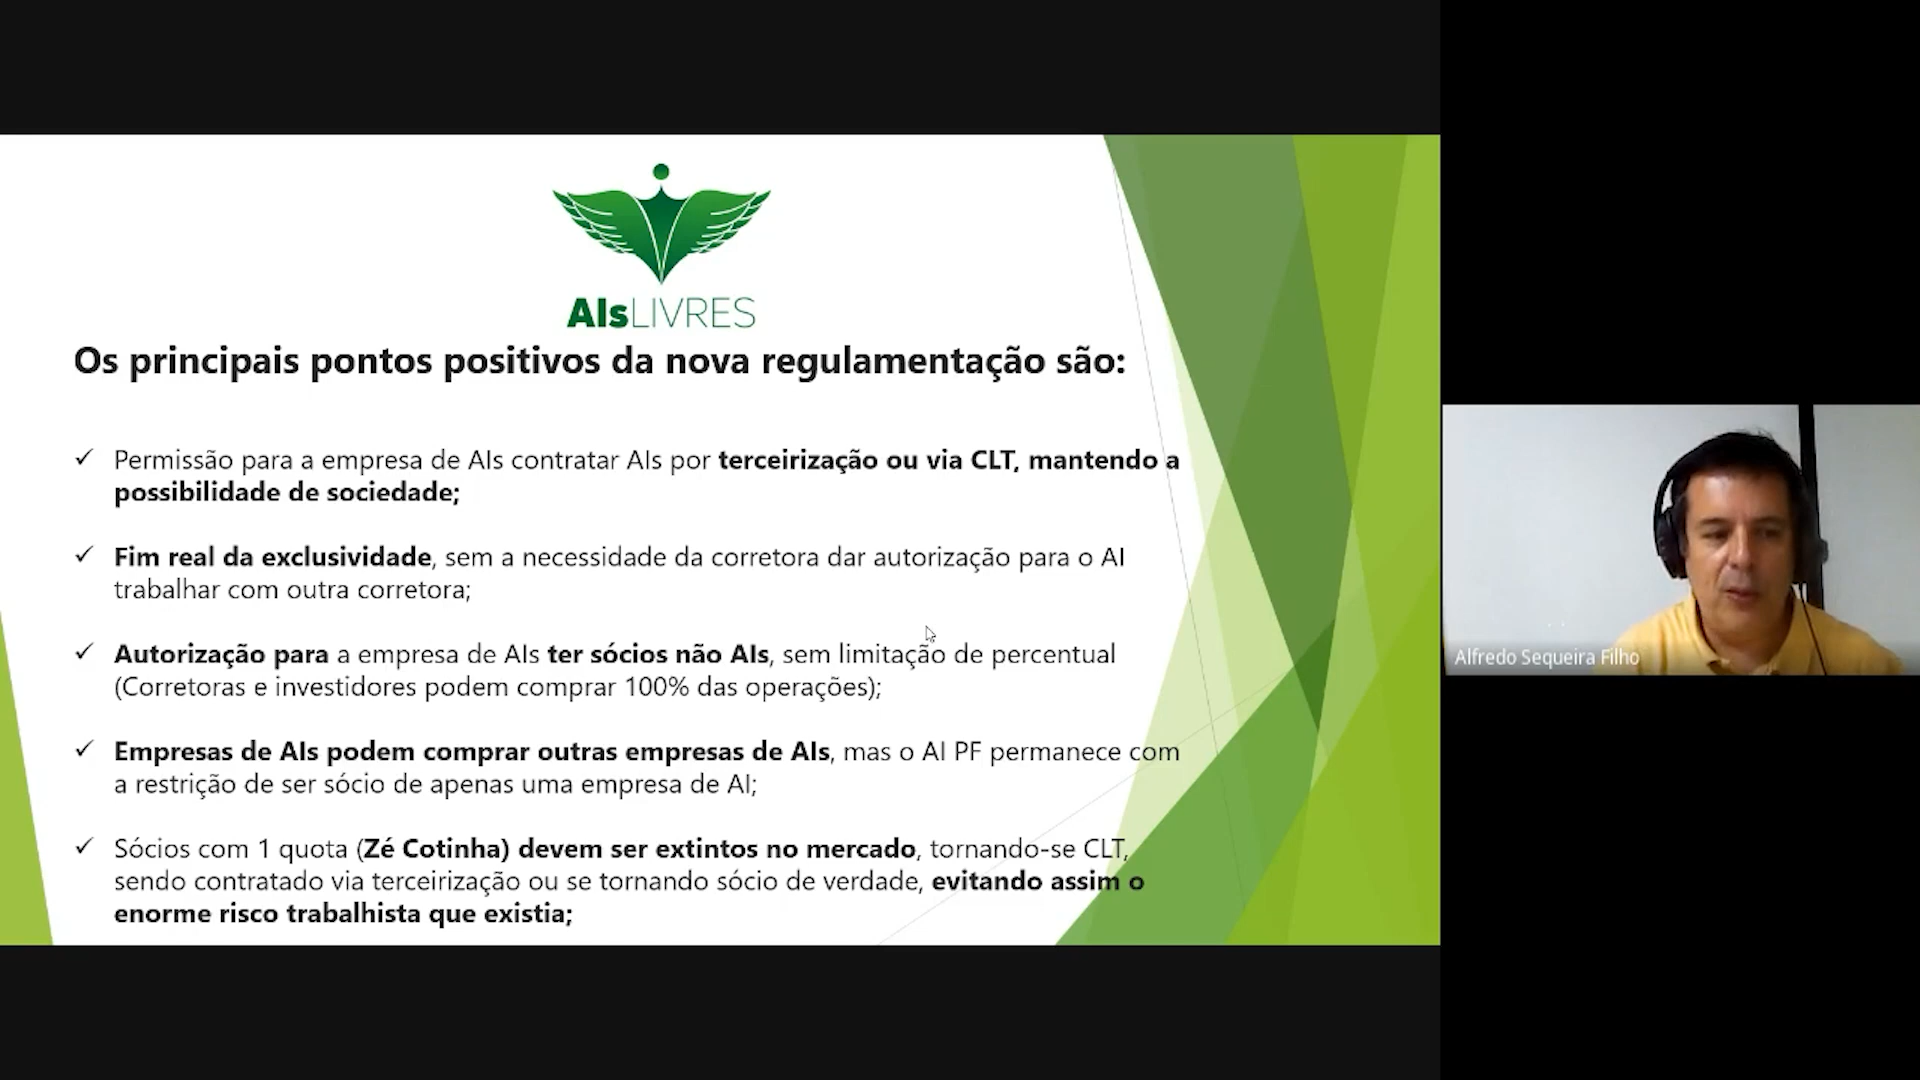 AIsLIVRES
Os principais pontos positivos da nova regulamentação são:
✓ Permissão para a empresa de AIs contratar AIs por terceirização ou via CLT, mantendo a
possibilidade de sociedade;
✓ Fim real da exclusividade, sem a necessidade da corretora dar autorização para o AI
trabalhar com outra corretora;
✓ Autorização para a empresa de AIs ter sócios não AIs, sem limitação de percentual
(Corretoras e investidores podem comprar 100% das operações);
✓ Empresas de AIs podem comprar outras empresas de AIs, mas o AI PF permanece com
a restrição de ser sócio de apenas uma empresa de AI;
✓ Sócios com 1 quota (Zé Cotinha) devem ser extintos no mercado, tornando-se CLT,
sendo contratado via terceirização ou se tornando sócio de verdade, evitando assim o
enorme risco trabalhista que existia;
Alfredo Sequeira Filho